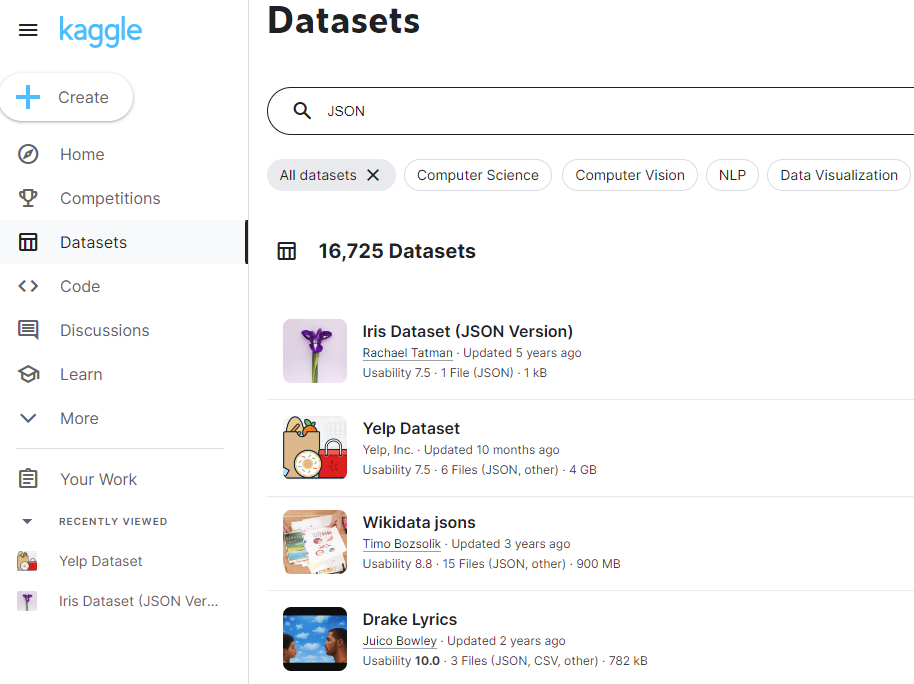 kaggle
Create
Home
Competitions
Datasets
Code
Discussions
Learn
More
Your Work
RECENTLY VIEWED
Yelp Dataset
Iris Dataset (JSON Ver...
Datasets
JSON
All datasets
Computer Science
Computer Vision
NLP
Data Visualization
16,725 Datasets
Iris Dataset (JSON Version)
Rachael Tatman · Updated 5 years ago
Usability 7.5 · 1 File (JSON) · 1 kB
Yelp Dataset
Yelp, Inc. · Updated 10 months ago
Usability 7.5 · 6 Files (JSON, other) · 4 GB
Wikidata jsons
Timo Bozsolik · Updated 3 years ago
Usability 8.8 · 15 Files (JSON, other) · 900 MB
Drake Lyrics
Juico Bowley · Updated 2 years ago
Usability 10.0 · 3 Files (JSON, CSV, other) · 782 kB